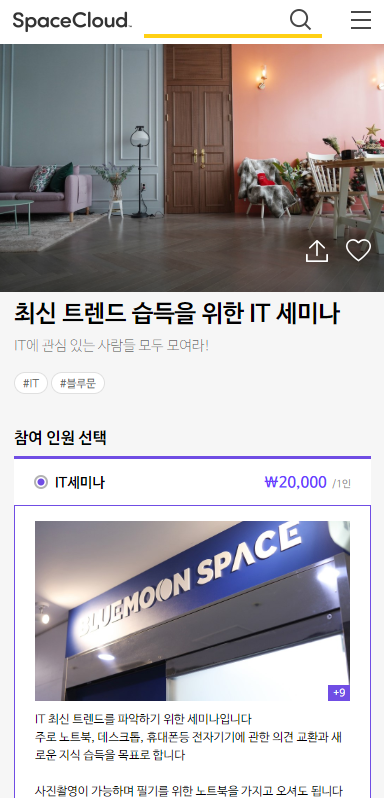 SpaceCloud™
최신 트렌드 습득을 위한 IT 세미나
IT에 관심 있는 사람들 모두 모여라!
#IT #블루문
참여 인원 선택
IT세미나 ₩20,000 /1인
BLUEMOON SPACE
+9
IT 최신 트렌드를 파악하기 위한 세미나입니다
주로 노트북, 데스크톱, 휴대폰등 전자기기에 관한 의견 교환과 새
로운 지식 습득을 목표로 합니다
사진촬영이 가능하며 필기를 위한 노트북을 가지고 오셔도 됩니다